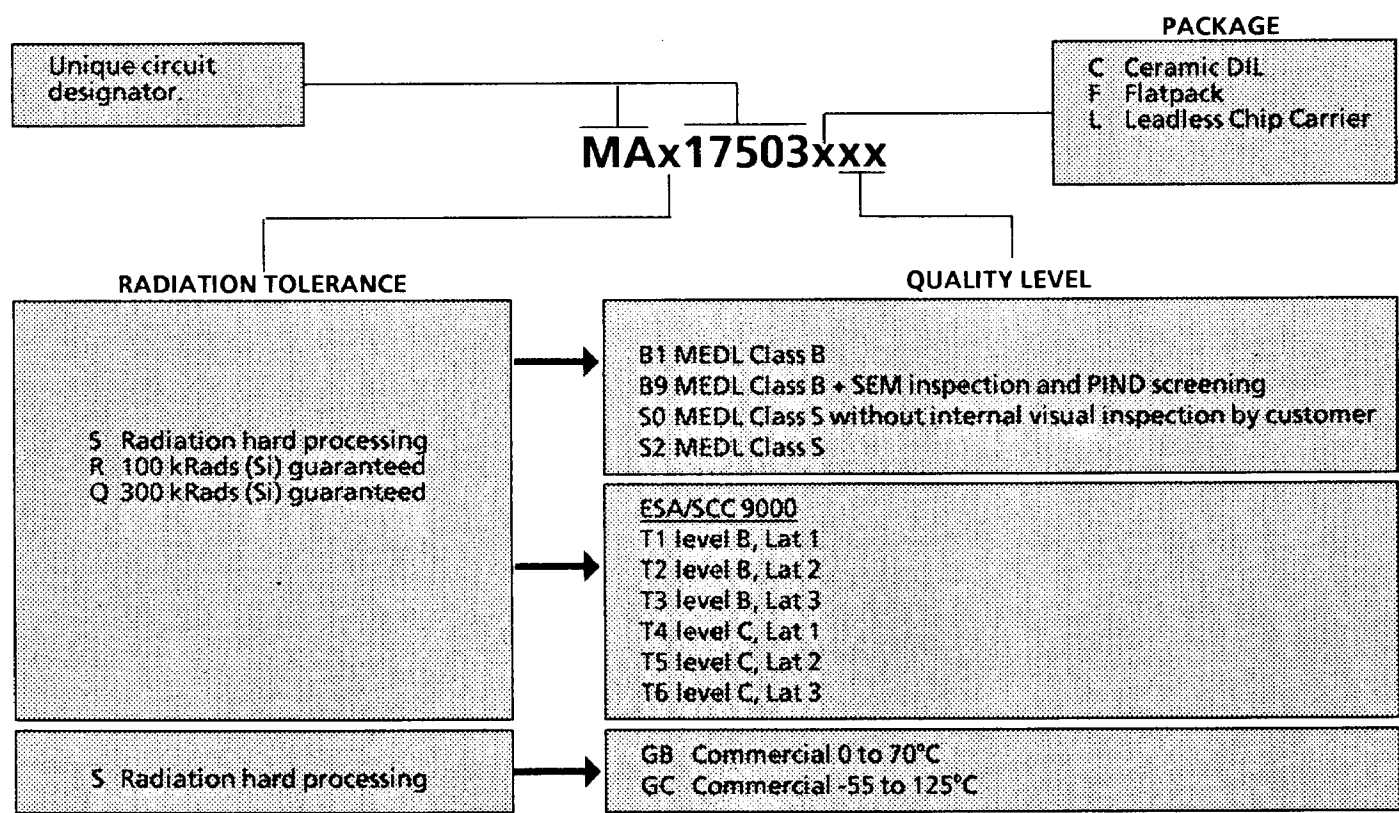 PACKAGE
Unique circuit
designator.
C Ceramic DIL
F Flatpack
L Leadless Chip Carrier
MAx17503xxx
RADIATION TOLERANCE
S Radiation hard processing
R 100 kRads (Si) guaranteed
Q 300 kRads (Si) guaranteed
QUALITY LEVEL
B1 MEDL Class B
B9 MEDL Class B + SEM inspection and PIND screening
S0 MEDL Class S without internal visual inspection by customer
S2 MEDL Class S
ESA/SCC 9000
T1 level B, Lat 1
T2 level B, Lat 2
T3 level B, Lat 3
T4 level C, Lat 1
T5 level C, Lat 2
T6 level C, Lat 3
S Radiation hard processing
GB Commercial 0 to 70°C
GC Commercial -55 to 125°C